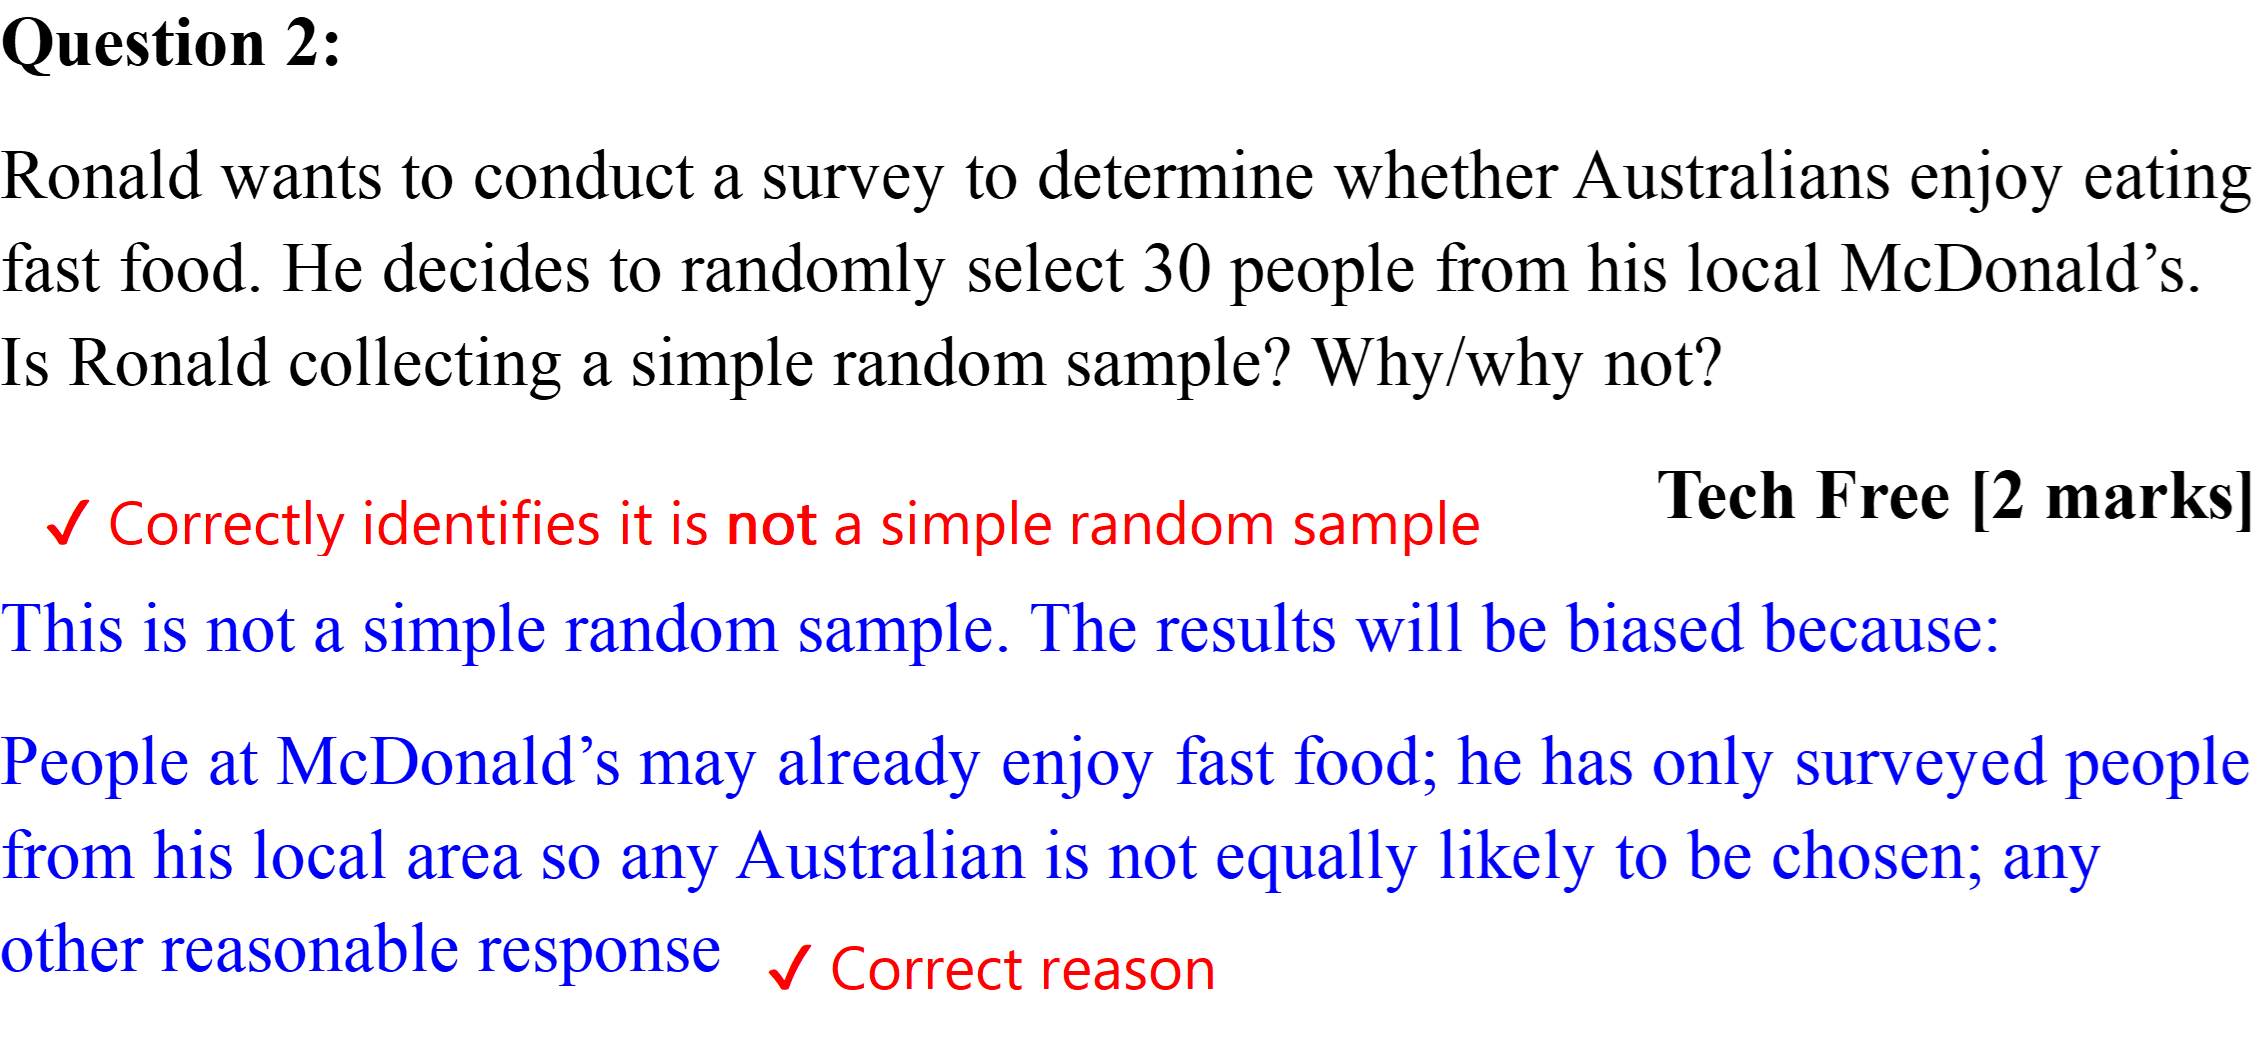 Question 2:
Ronald wants to conduct a survey to determine whether Australians enjoy eating
fast food. He decides to randomly select 30 people from his local McDonald’s.
Is Ronald collecting a simple random sample? Why/why not?
Tech Free [2 marks]
✓ Correctly identifies it is not a simple random sample
This is not a simple random sample. The results will be biased because:
People at McDonald’s may already enjoy fast food; he has only surveyed people
from his local area so any Australian is not equally likely to be chosen; any
other reasonable response ✓ Correct reason